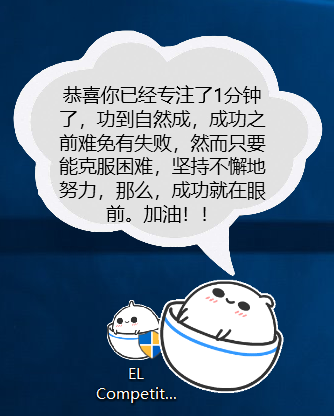 恭喜你已经专注了1分钟
了，功到自然成，成功之
前难免有失败，然而只要
能克服困难，坚持不懈地
努力，那么，成功就在眼
前。加油！！
EL
Competit...